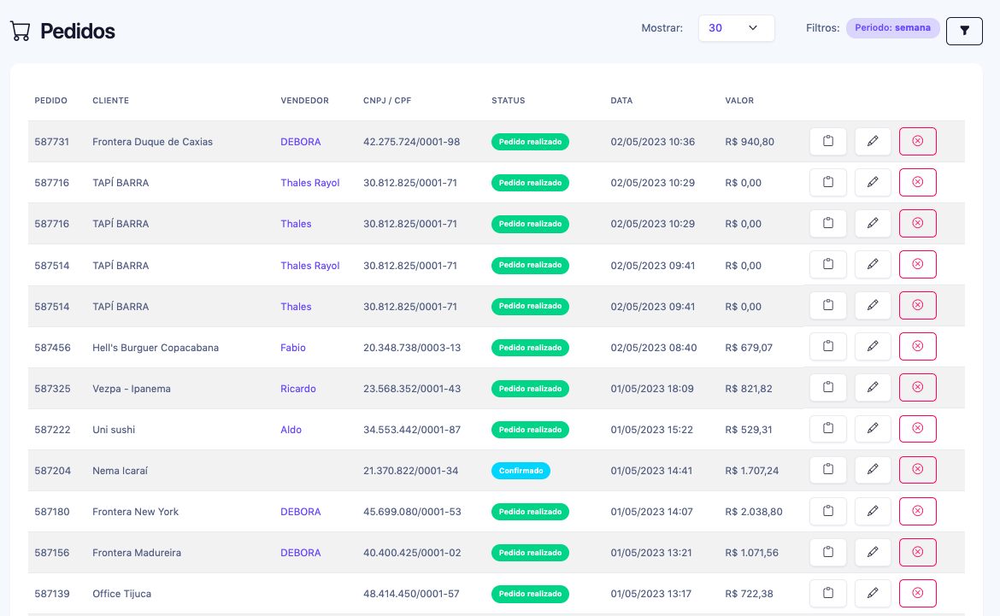 Pedidos
Mostrar: 30 Filtros: Periodo: semana
PEDIDO CLIENTE VENDEDOR CNPJ / CPF STATUS DATA VALOR
587731 Frontera Duque de Caxias DEBORA 42.275.724/0001-98 Pedido realizado 02/05/2023 10:36 R$ 940,80
587716 TAPÍ BARRA Thales Rayol 30.812.825/0001-71 Pedido realizado 02/05/2023 10:29 R$ 0,00
587716 TAPÍ BARRA Thales 30.812.825/0001-71 Pedido realizado 02/05/2023 10:29 R$ 0,00
587514 TAPÍ BARRA Thales Rayol 30.812.825/0001-71 Pedido realizado 02/05/2023 09:41 R$ 0,00
587514 TAPÍ BARRA Thales 30.812.825/0001-71 Pedido realizado 02/05/2023 09:41 R$ 0,00
587456 Hell's Burguer Copacabana Fabio 20.348.738/0003-13 Pedido realizado 02/05/2023 08:40 R$ 679,07
587325 Vezpa - Ipanema Ricardo 23.568.352/0001-43 Pedido realizado 01/05/2023 18:09 R$ 821,82
587222 Uni sushi Aldo 34.553.442/0001-87 Pedido realizado 01/05/2023 15:22 R$ 529,31
587204 Nema Icaraí 21.370.822/0001-34 Confirmado 01/05/2023 14:41 R$ 1.707,24
587180 Frontera New York DEBORA 45.699.080/0001-53 Pedido realizado 01/05/2023 14:07 R$ 2.038,80
587156 Frontera Madureira DEBORA 40.400.425/0001-02 Pedido realizado 01/05/2023 13:21 R$ 1.071,56
587139 Office Tijuca 48.414.450/0001-57 Pedido realizado 01/05/2023 13:17 R$ 722,38